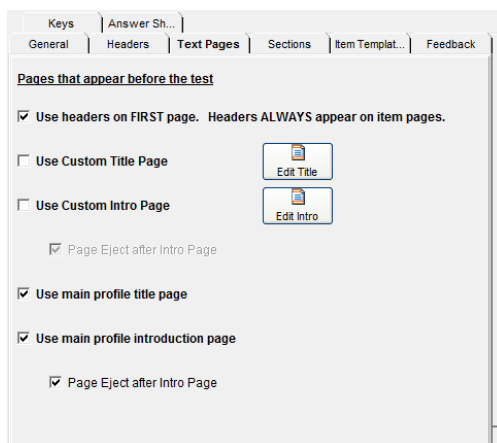 Keys Answer Sh...
General Headers Text Pages Sections Item Templat... Feedback
Pages that appear before the test
Use headers on FIRST page. Headers ALWAYS appear on item pages.
Use Custom Title Page
Edit Title
Use Custom Intro Page
Edit Intro
Page Eject after Intro Page
Use main profile title page
Use main profile introduction page
Page Eject after Intro Page